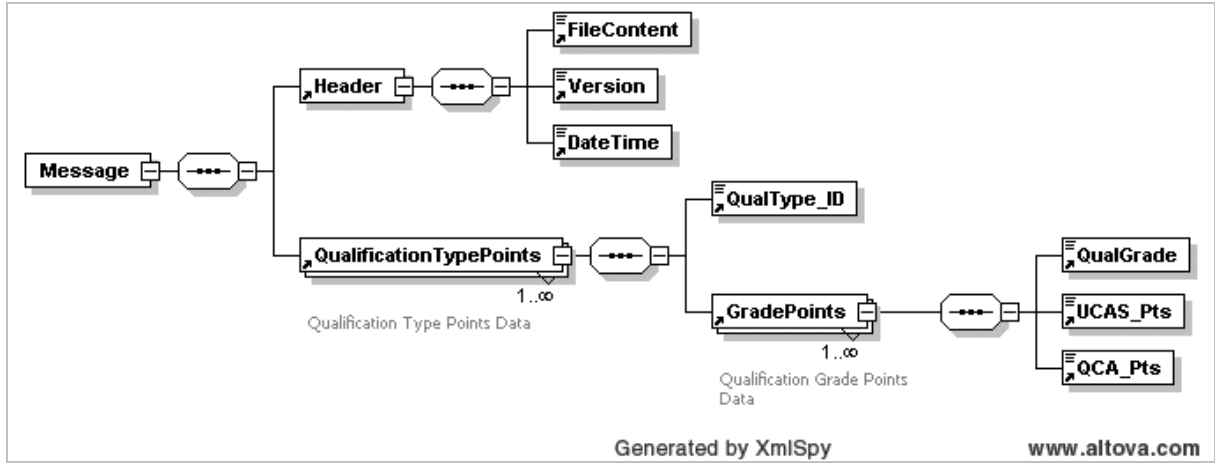 FileContent
Header
Version
DateTime
Message
QualType_ID
QualificationTypePoints
1..∞
Qualification Type Points Data
QualGrade
GradePoints
UCAS_Pts
1..∞
QCA_Pts
Qualification Grade Points
Data
Generated by XmlSpy
www.altova.com